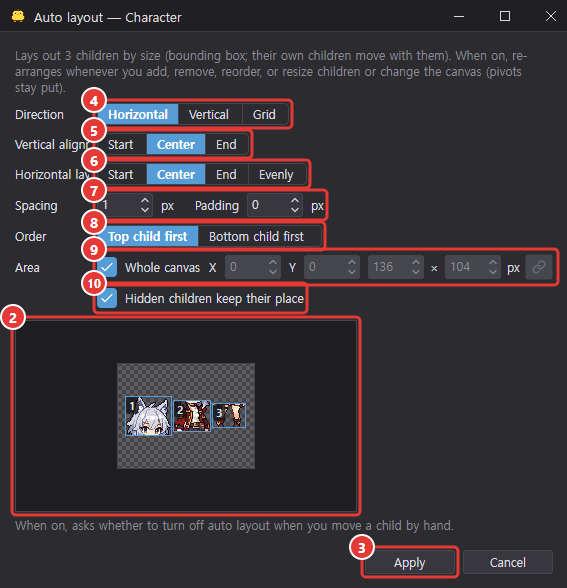 Auto layout — Character
Lays out 3 children by size (bounding box; their own children move with them). When on, re-
arranges whenever you add, remove, reorder, or resize children or change the canvas (pivots
stay put).
4
Direction Horizontal Vertical Grid
5
Vertical alignr Start Center End
6
Horizontal lay Start Center End Evenly
7
Spacing 1 px Padding 0 px
8
Order Top child first Bottom child first
9
Area Whole canvas X 0 Y 0 136 × 104 px
10
Hidden children keep their place
2
1 2 3
When on, asks whether to turn off auto layout when you move a child by hand.
3
Apply Cancel